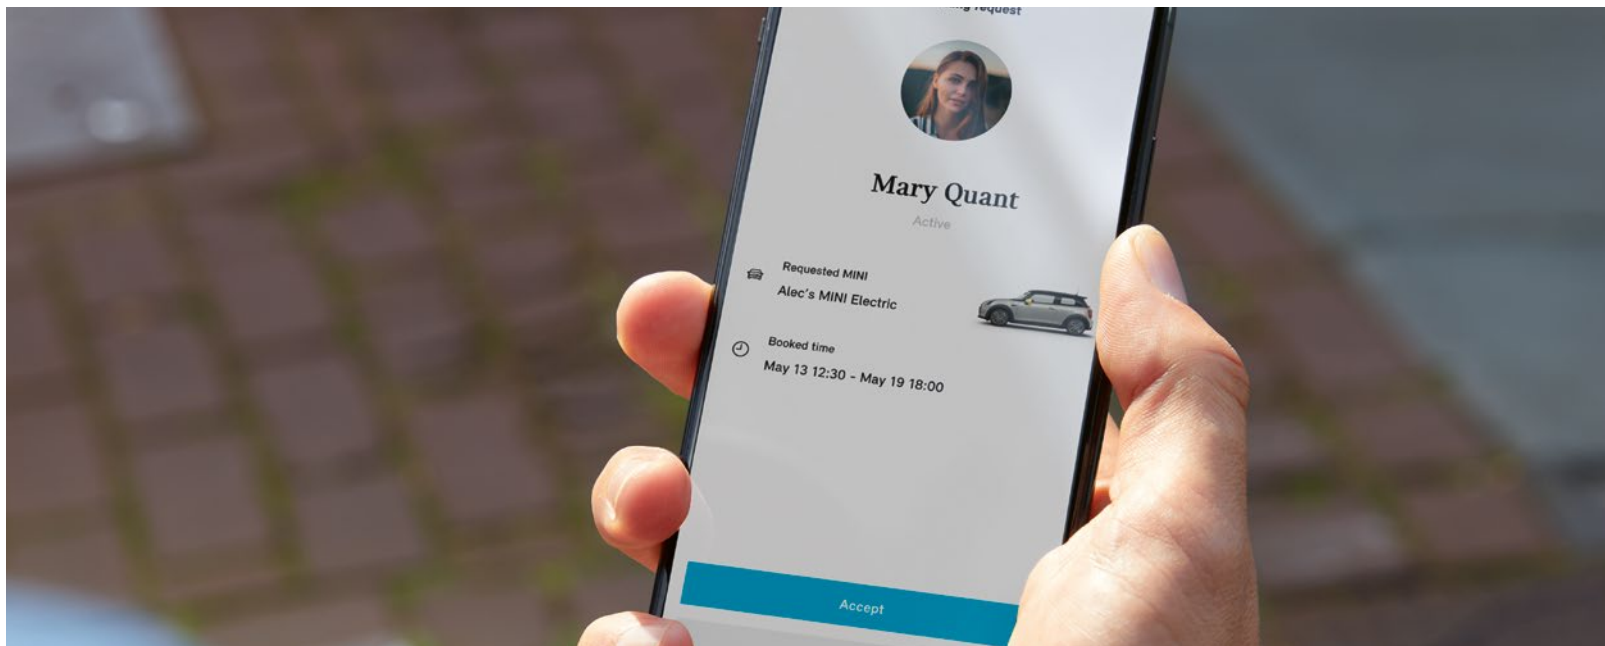 request
Mary Quant
Active
Requested MINI
Alec's MINI Electric
Booked time
May 13 12:30 - May 19 18:00
Accept